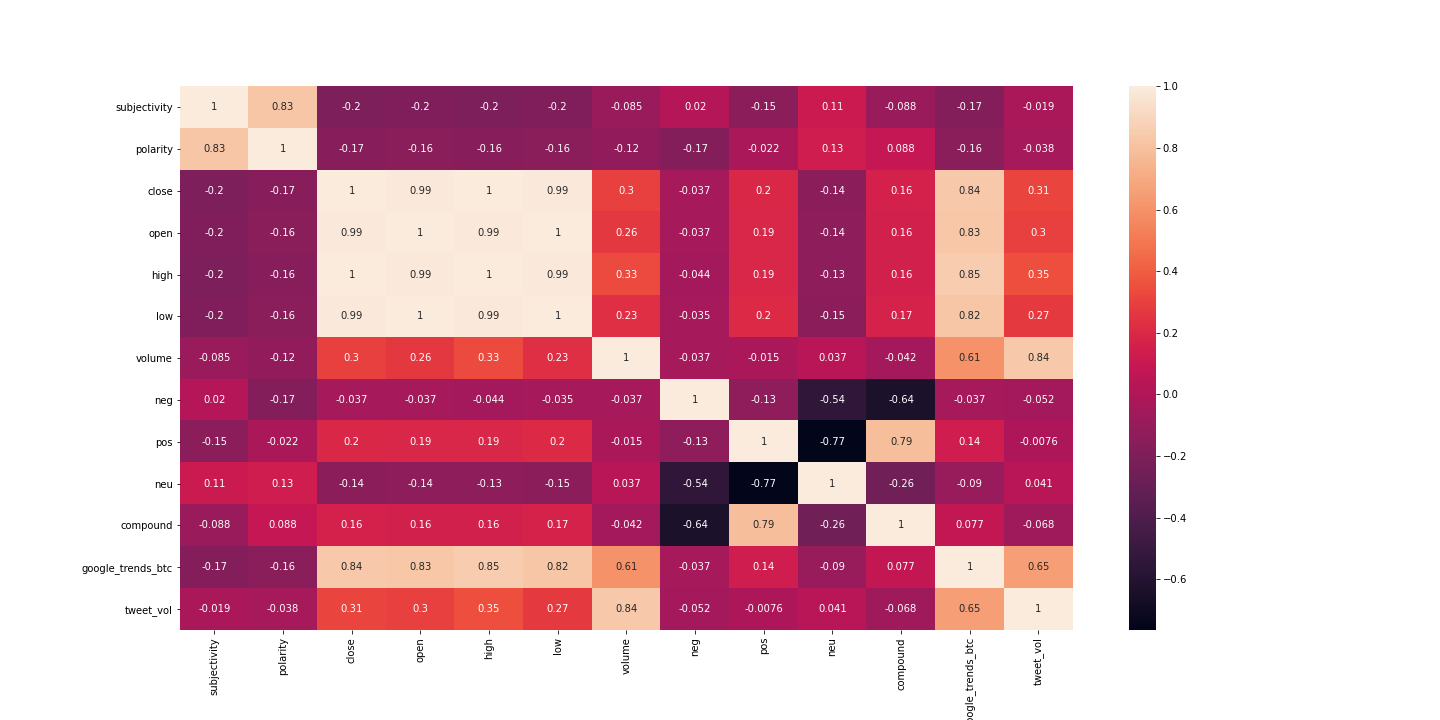 subjectivity 1 0.83 -0.2 -0.2 -0.2 -0.2 -0.085 0.02 -0.15 0.11 -0.088 -0.17 -0.019
polarity 0.83 1 -0.17 -0.16 -0.16 -0.16 -0.12 -0.17 -0.022 0.13 0.088 -0.16 -0.038
close -0.2 -0.17 1 0.99 1 0.99 0.3 -0.037 0.2 -0.14 0.16 0.84 0.31
open -0.2 -0.16 0.99 1 0.99 1 0.26 -0.037 0.19 -0.14 0.16 0.83 0.3
high -0.2 -0.16 1 0.99 1 0.99 0.33 -0.044 0.19 -0.13 0.16 0.85 0.35
low -0.2 -0.16 0.99 1 0.99 1 0.23 -0.035 0.2 -0.15 0.17 0.82 0.27
volume -0.085 -0.12 0.3 0.26 0.33 0.23 1 -0.037 -0.015 0.037 -0.042 0.61 0.84
neg 0.02 -0.17 -0.037 -0.037 -0.044 -0.035 -0.037 1 -0.13 -0.54 -0.64 -0.037 -0.052
pos -0.15 -0.022 0.2 0.19 0.19 0.2 -0.015 -0.13 1 -0.77 0.79 0.14 -0.0076
neu 0.11 0.13 -0.14 -0.14 -0.13 -0.15 0.037 -0.54 -0.77 1 -0.26 -0.09 0.041
compound -0.088 0.088 0.16 0.16 0.16 0.17 -0.042 -0.64 0.79 -0.26 1 0.077 -0.068
google_trends_btc -0.17 -0.16 0.84 0.83 0.85 0.82 0.61 -0.037 0.14 -0.09 0.077 1 0.65
tweet_vol -0.019 -0.038 0.31 0.3 0.35 0.27 0.84 -0.052 -0.0076 0.041 -0.068 0.65 1
subjectivity polarity close open high low volume neg pos neu compound oogle_trends_btc tweet_vol
1.0
0.8
0.6
0.4
0.2
0.0
−0.2
−0.4
−0.6